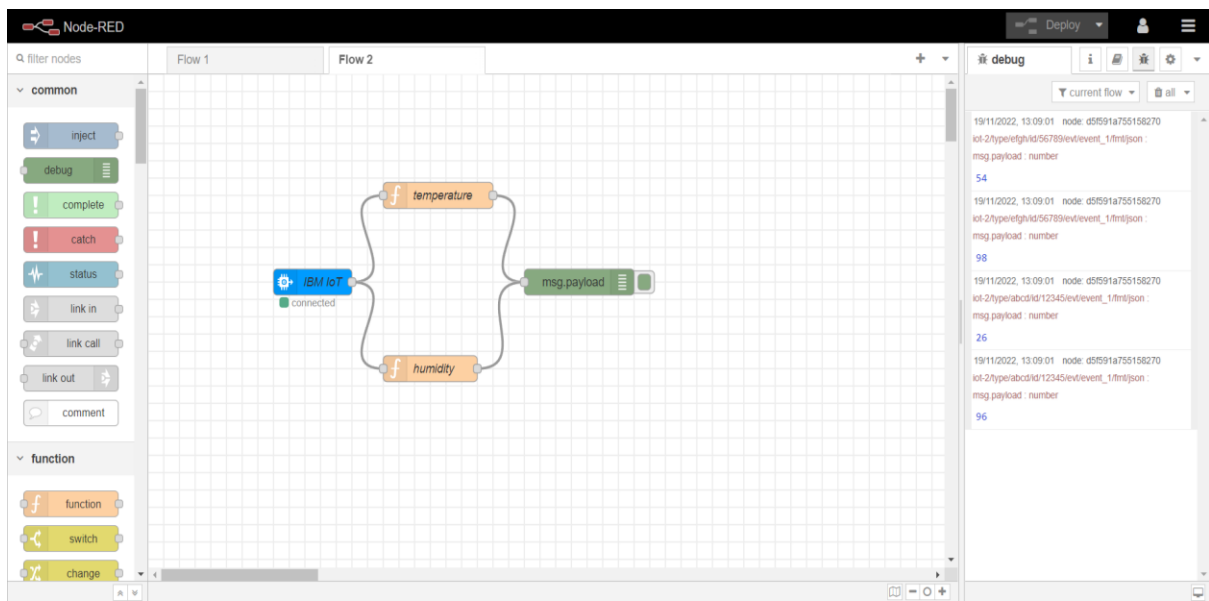 Node-RED
Deploy
filter nodes
Flow 1
Flow 2
debug
i
common
current flow
all
inject
debug
complete
catch
status
link in
link call
link out
comment
function
function
switch
change
temperature
IBM IoT
connected
msg.payload
humidity
19/11/2022, 13:09:01 node: d5f591a755158270
iot-2/type/efgh/id/56789/evt/event_1/fmt/json :
msg.payload : number
54
19/11/2022, 13:09:01 node: d5f591a755158270
iot-2/type/efgh/id/56789/evt/event_1/fmt/json :
msg.payload : number
98
19/11/2022, 13:09:01 node: d5f591a755158270
iot-2/type/abcd/id/12345/evt/event_1/fmt/json :
msg.payload : number
26
19/11/2022, 13:09:01 node: d5f591a755158270
iot-2/type/abcd/id/12345/evt/event_1/fmt/json :
msg.payload : number
96